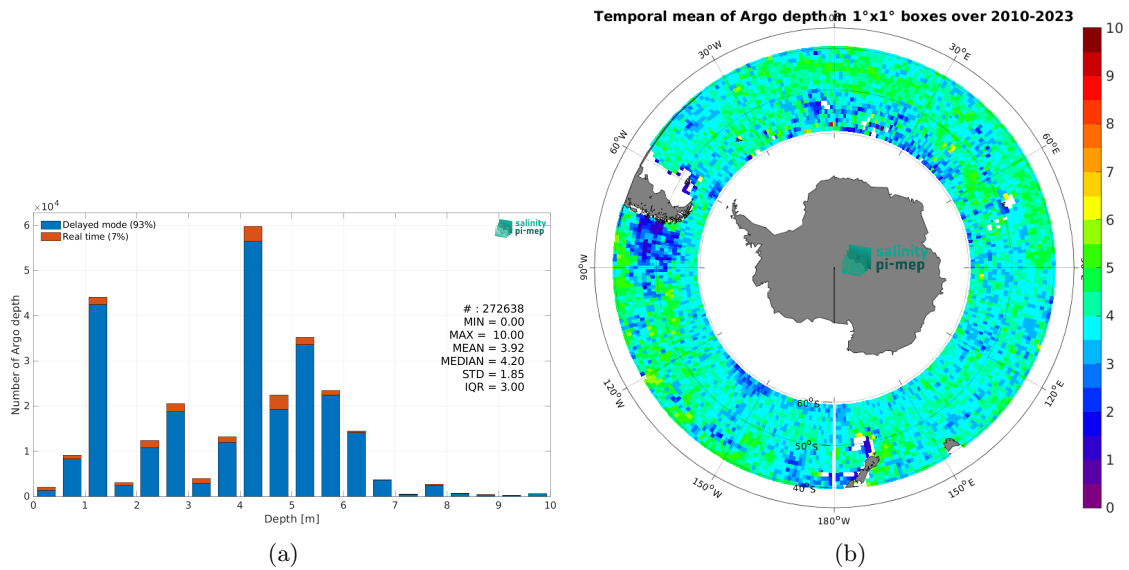 Temporal mean of Argo depth in 1°x1° boxes over 2010-2023
0°
30°W
30°E
60°W
60°E
90°W
120°W
120°E
150°W
150°E
180°W
60°S
50°S
40°S
salinity
pi-mep
10
9
8
7
6
5
4
3
2
1
0
×10⁴
Delayed mode (93%)
Real time (7%)
salinity
pi-mep
# : 272638
MIN = 0.00
MAX = 10.00
MEAN = 3.92
MEDIAN = 4.20
STD = 1.85
IQR = 3.00
Number of Argo depth
6
5
4
3
2
1
0
0 1 2 3 4 5 6 7 8 9 10
Depth [m]
(a)
(b)